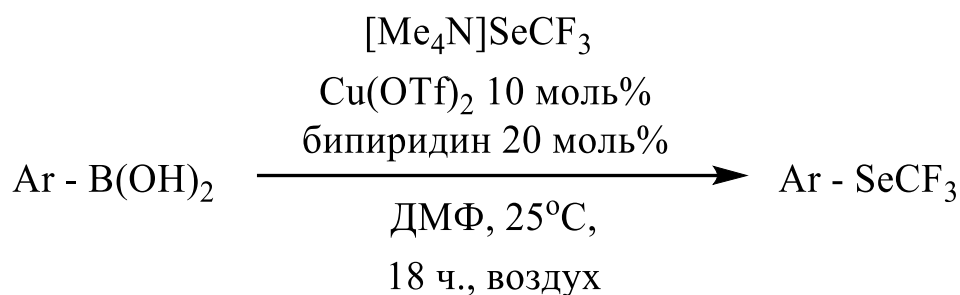 [Me₄N]SeCF₃
Cu(OTf)₂ 10 моль%
бипиридин 20 моль%
Ar - B(OH)₂
Ar - SeCF₃
ДМФ, 25°C,
18 ч., воздух